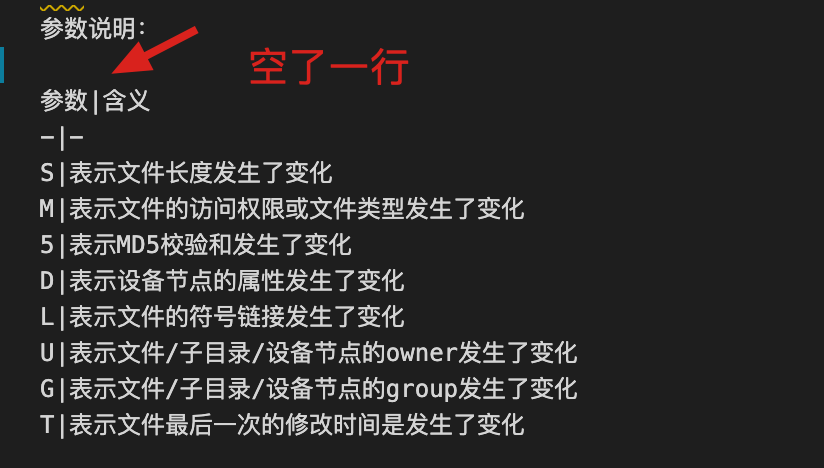 参数说明：
空了一行
参数|含义
-|-
S|表示文件长度发生了变化
M|表示文件的访问权限或文件类型发生了变化
5|表示MD5校验和发生了变化
D|表示设备节点的属性发生了变化
L|表示文件的符号链接发生了变化
U|表示文件/子目录/设备节点的owner发生了变化
G|表示文件/子目录/设备节点的group发生了变化
T|表示文件最后一次的修改时间是发生了变化